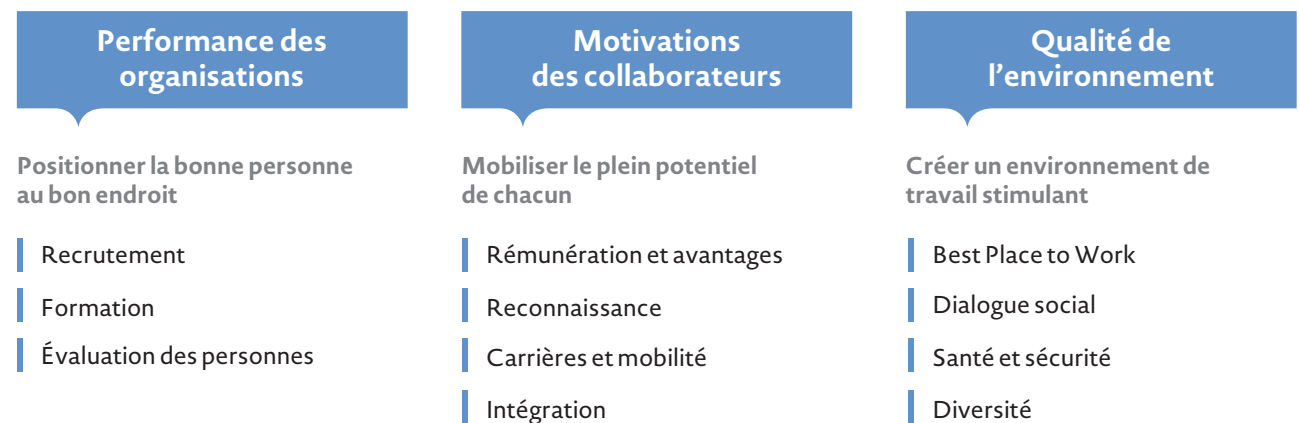 Performance des
organisations
Positionner la bonne personne
au bon endroit
Recrutement
Formation
Évaluation des personnes
Motivations
des collaborateurs
Mobiliser le plein potentiel
de chacun
Rémunération et avantages
Reconnaissance
Carrières et mobilité
Intégration
Qualité de
l'environnement
Créer un environnement de
travail stimulant
Best Place to Work
Dialogue social
Santé et sécurité
Diversité